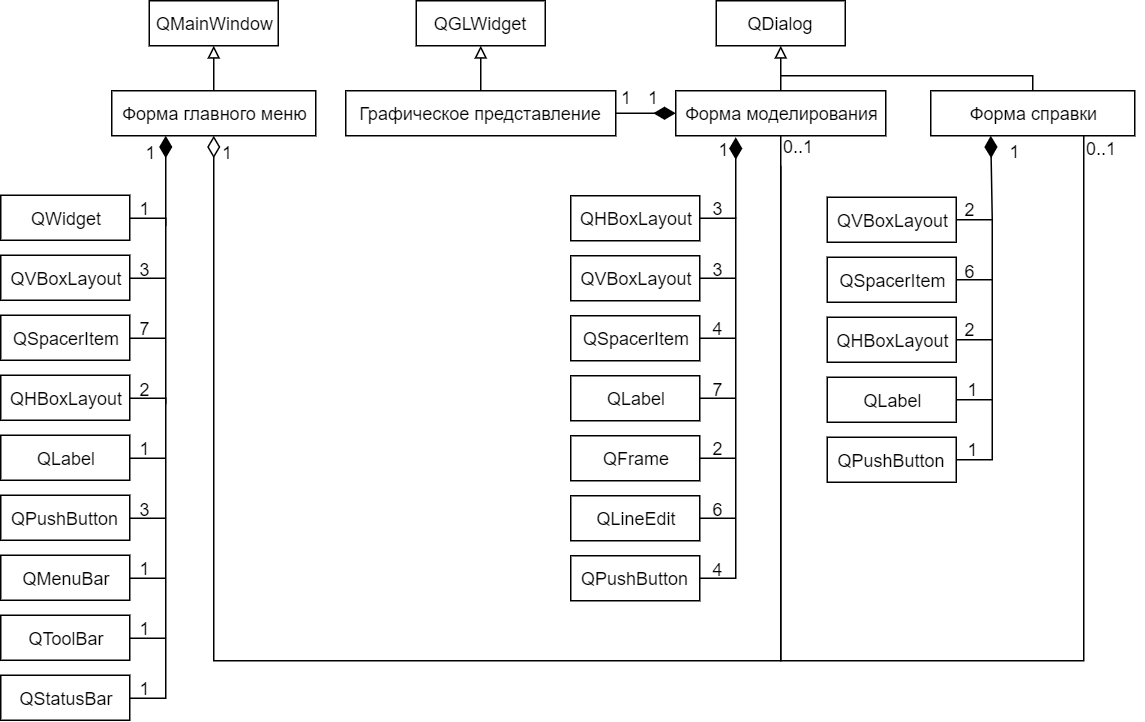 QMainWindow
QGLWidget
QDialog
Форма главного меню
Графическое представление
1
1
Форма моделирования
Форма справки
1
1
1
0..1
1
0..1
QWidget
1
QVBoxLayout
3
QSpacerItem
7
QHBoxLayout
2
QLabel
1
QPushButton
3
QMenuBar
1
QToolBar
1
QStatusBar
1
QHBoxLayout
3
QVBoxLayout
3
QSpacerItem
4
QLabel
7
QFrame
2
QLineEdit
6
QPushButton
4
QVBoxLayout
2
QSpacerItem
6
QHBoxLayout
2
QLabel
1
QPushButton
1